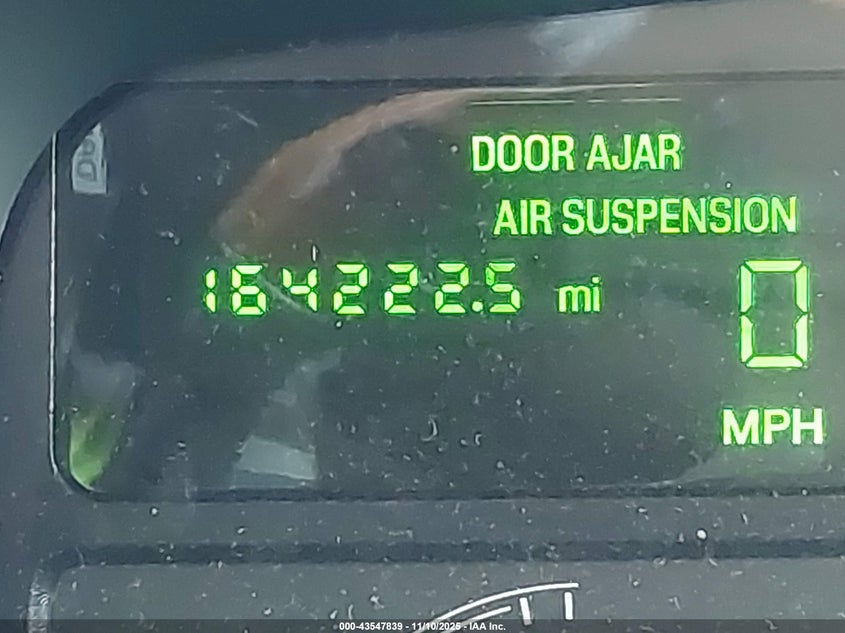 DOOR AJAR
AIR SUSPENSION
164222.5 mi
0
MPH
000-43547839 - 11/10/2025 - IAA Inc.